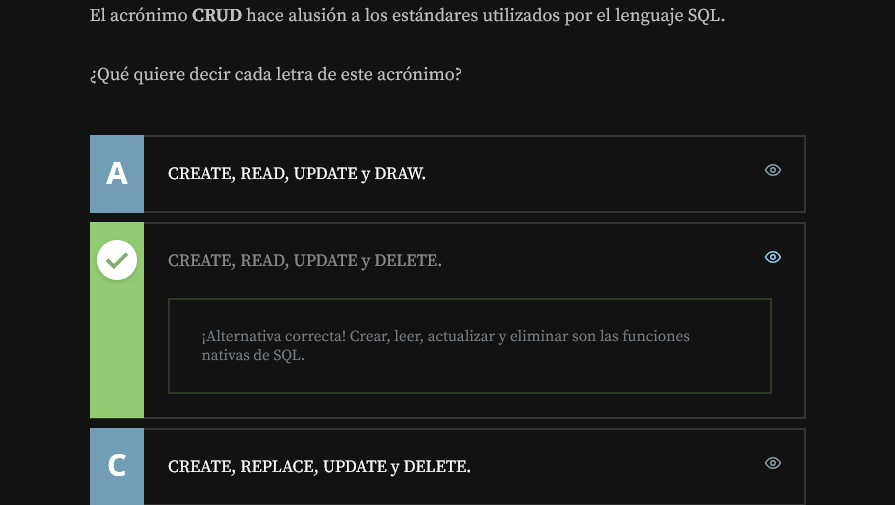 El acrónimo CRUD hace alusión a los estándares utilizados por el lenguaje SQL.
¿Qué quiere decir cada letra de este acrónimo?
A
CREATE, READ, UPDATE y DRAW.
CREATE, READ, UPDATE y DELETE.
¡Alternativa correcta! Crear, leer, actualizar y eliminar son las funciones
nativas de SQL.
C
CREATE, REPLACE, UPDATE y DELETE.